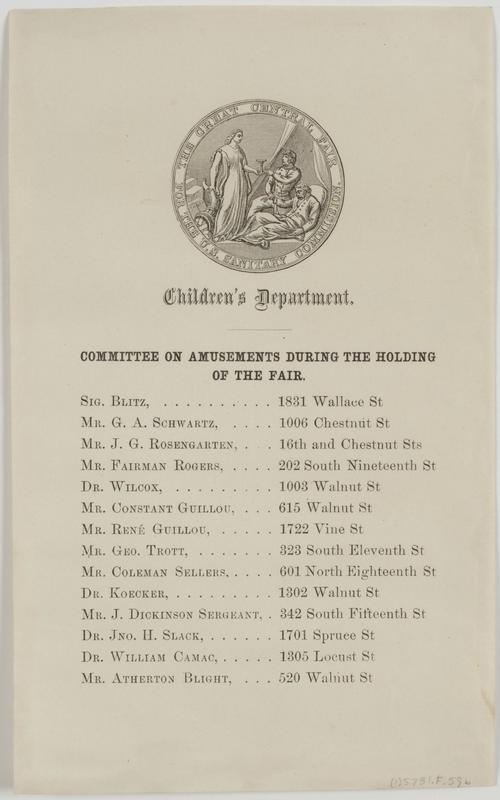 THE GREAT CENTRAL FAIR
FOR THE U.S. SANITARY COMMISSION.
Children's Department.
COMMITTEE ON AMUSEMENTS DURING THE HOLDING
OF THE FAIR.
SIG. BLITZ, . . . . . . . . . . 1831 Wallace St
MR. G. A. SCHWARTZ, . . . . 1006 Chestnut St
MR. J. G. ROSENGARTEN, . . . 16th and Chestnut Sts
MR. FAIRMAN ROGERS, . . . . 202 South Nineteenth St
DR. WILCOX, . . . . . . . . . 1003 Walnut St
MR. CONSTANT GUILLOU, . . . 615 Walnut St
MR. RENÉ GUILLOU, . . . . . 1722 Vine St
MR. GEO. TROTT, . . . . . . . 323 South Eleventh St
MR. COLEMAN SELLERS, . . . . 601 North Eighteenth St
DR. KOECKER, . . . . . . . . . 1302 Walnut St
MR. J. DICKINSON SERGEANT, . 342 South Fifteenth St
DR. JNO. H. SLACK, . . . . . . 1701 Spruce St
DR. WILLIAM CAMAC, . . . . . 1305 Locust St
MR. ATHERTON BLIGHT, . . . 520 Walnut St
(1)5731.F.59b